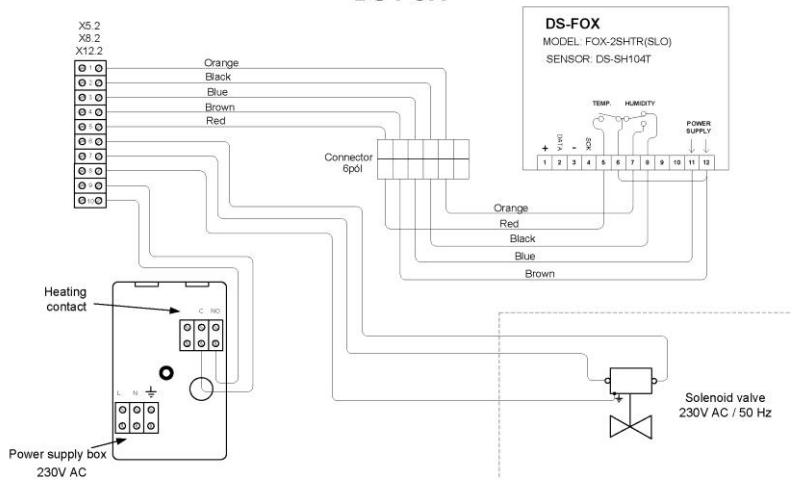 X5.2
X8.2
X12.2
1
2
3
4
5
6
7
8
9
10
Orange
Black
Blue
Brown
Red
Connector
6pól
DS-FOX
MODEL: FOX-2SHTR(SLO)
SENSOR: DS-SH104T
TEMP. HUMIDITY
POWER
SUPPLY
+ DATA - SCK
1 2 3 4 5 6 7 8 9 10 11 12
Orange
Red
Black
Blue
Brown
Heating
contact
C NO
L N
Power supply box
230V AC
Solenoid valve
230V AC / 50 Hz